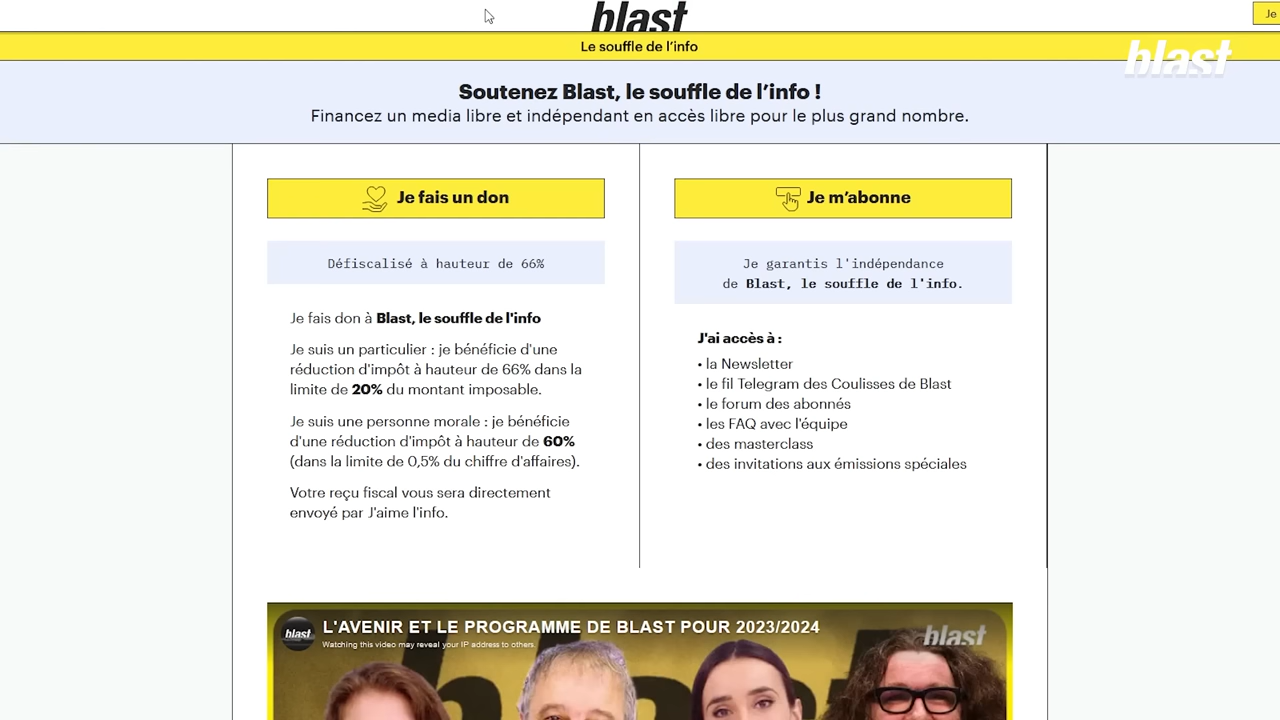 blast
Je
Le souffle de l'info
blast
Soutenez Blast, le souffle de l'info !
Financez un media libre et indépendant en accès libre pour le plus grand nombre.
Je fais un don
Défiscalisé à hauteur de 66%
Je fais don à Blast, le souffle de l'info
Je suis un particulier : je bénéficie d'une
réduction d'impôt à hauteur de 66% dans la
limite de 20% du montant imposable.
Je suis une personne morale : je bénéficie
d'une réduction d'impôt à hauteur de 60%
(dans la limite de 0,5% du chiffre d'affaires).
Votre reçu fiscal vous sera directement
envoyé par J'aime l'info.
Je m'abonne
Je garantis l'indépendance
de Blast, le souffle de l'info.
J'ai accès à :
• la Newsletter
• le fil Telegram des Coulisses de Blast
• le forum des abonnés
• les FAQ avec l'équipe
• des masterclass
• des invitations aux émissions spéciales
blast
L'AVENIR ET LE PROGRAMME DE BLAST POUR 2023/2024
Watching this video may reveal your IP address to others.
blast